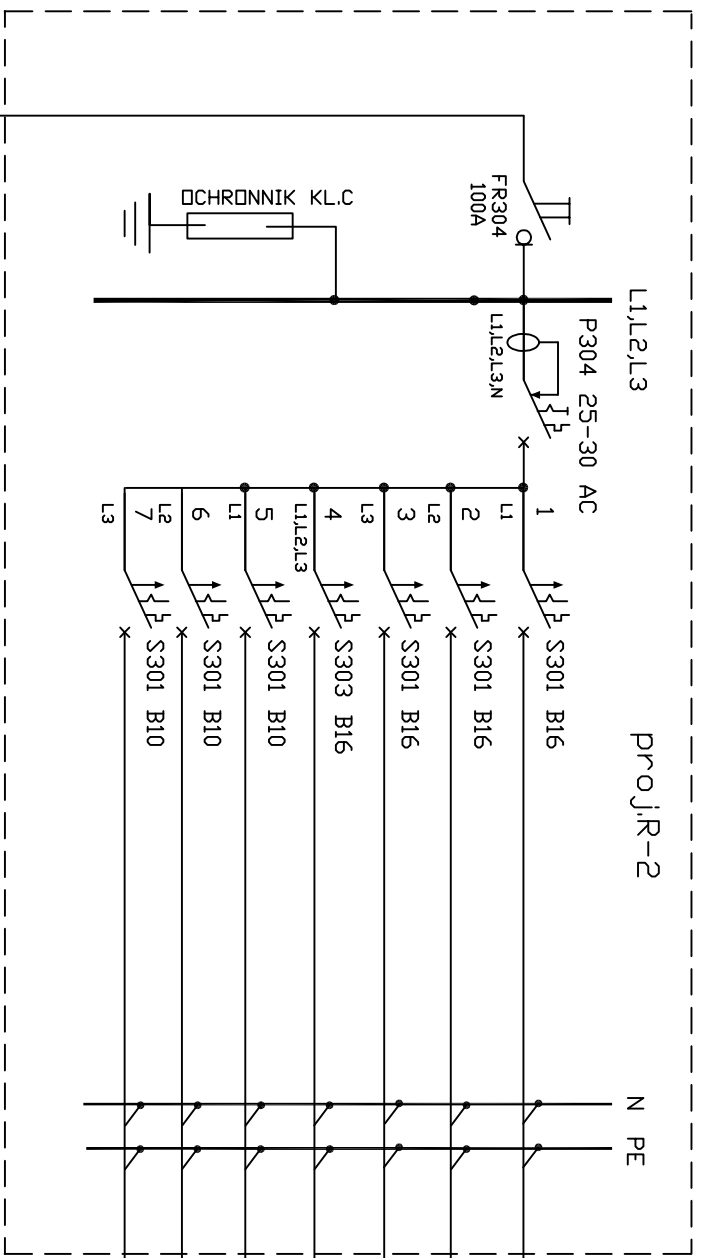 proj.R-2
L1,L2,L3
N
PE
FR304
100A
OCHRONNIK KL.C
P304 25-30 AC
L1,L2,L3,N
1
L1
S301 B16
2
L2
S301 B16
3
L3
S301 B16
4
L1,L2,L3
S303 B16
5
L1
S301 B10
6
L2
S301 B10
7
L3
S301 B10